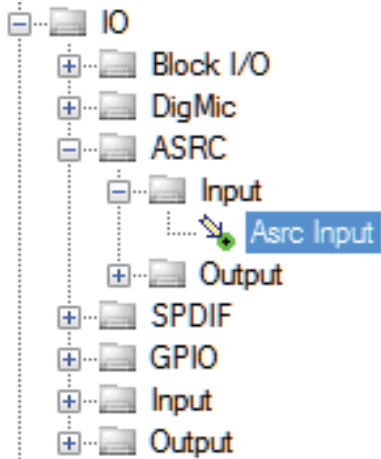 IO
Block I/O
DigMic
ASRC
Input
Asrc Input
Output
SPDIF
GPIO
Input
Output